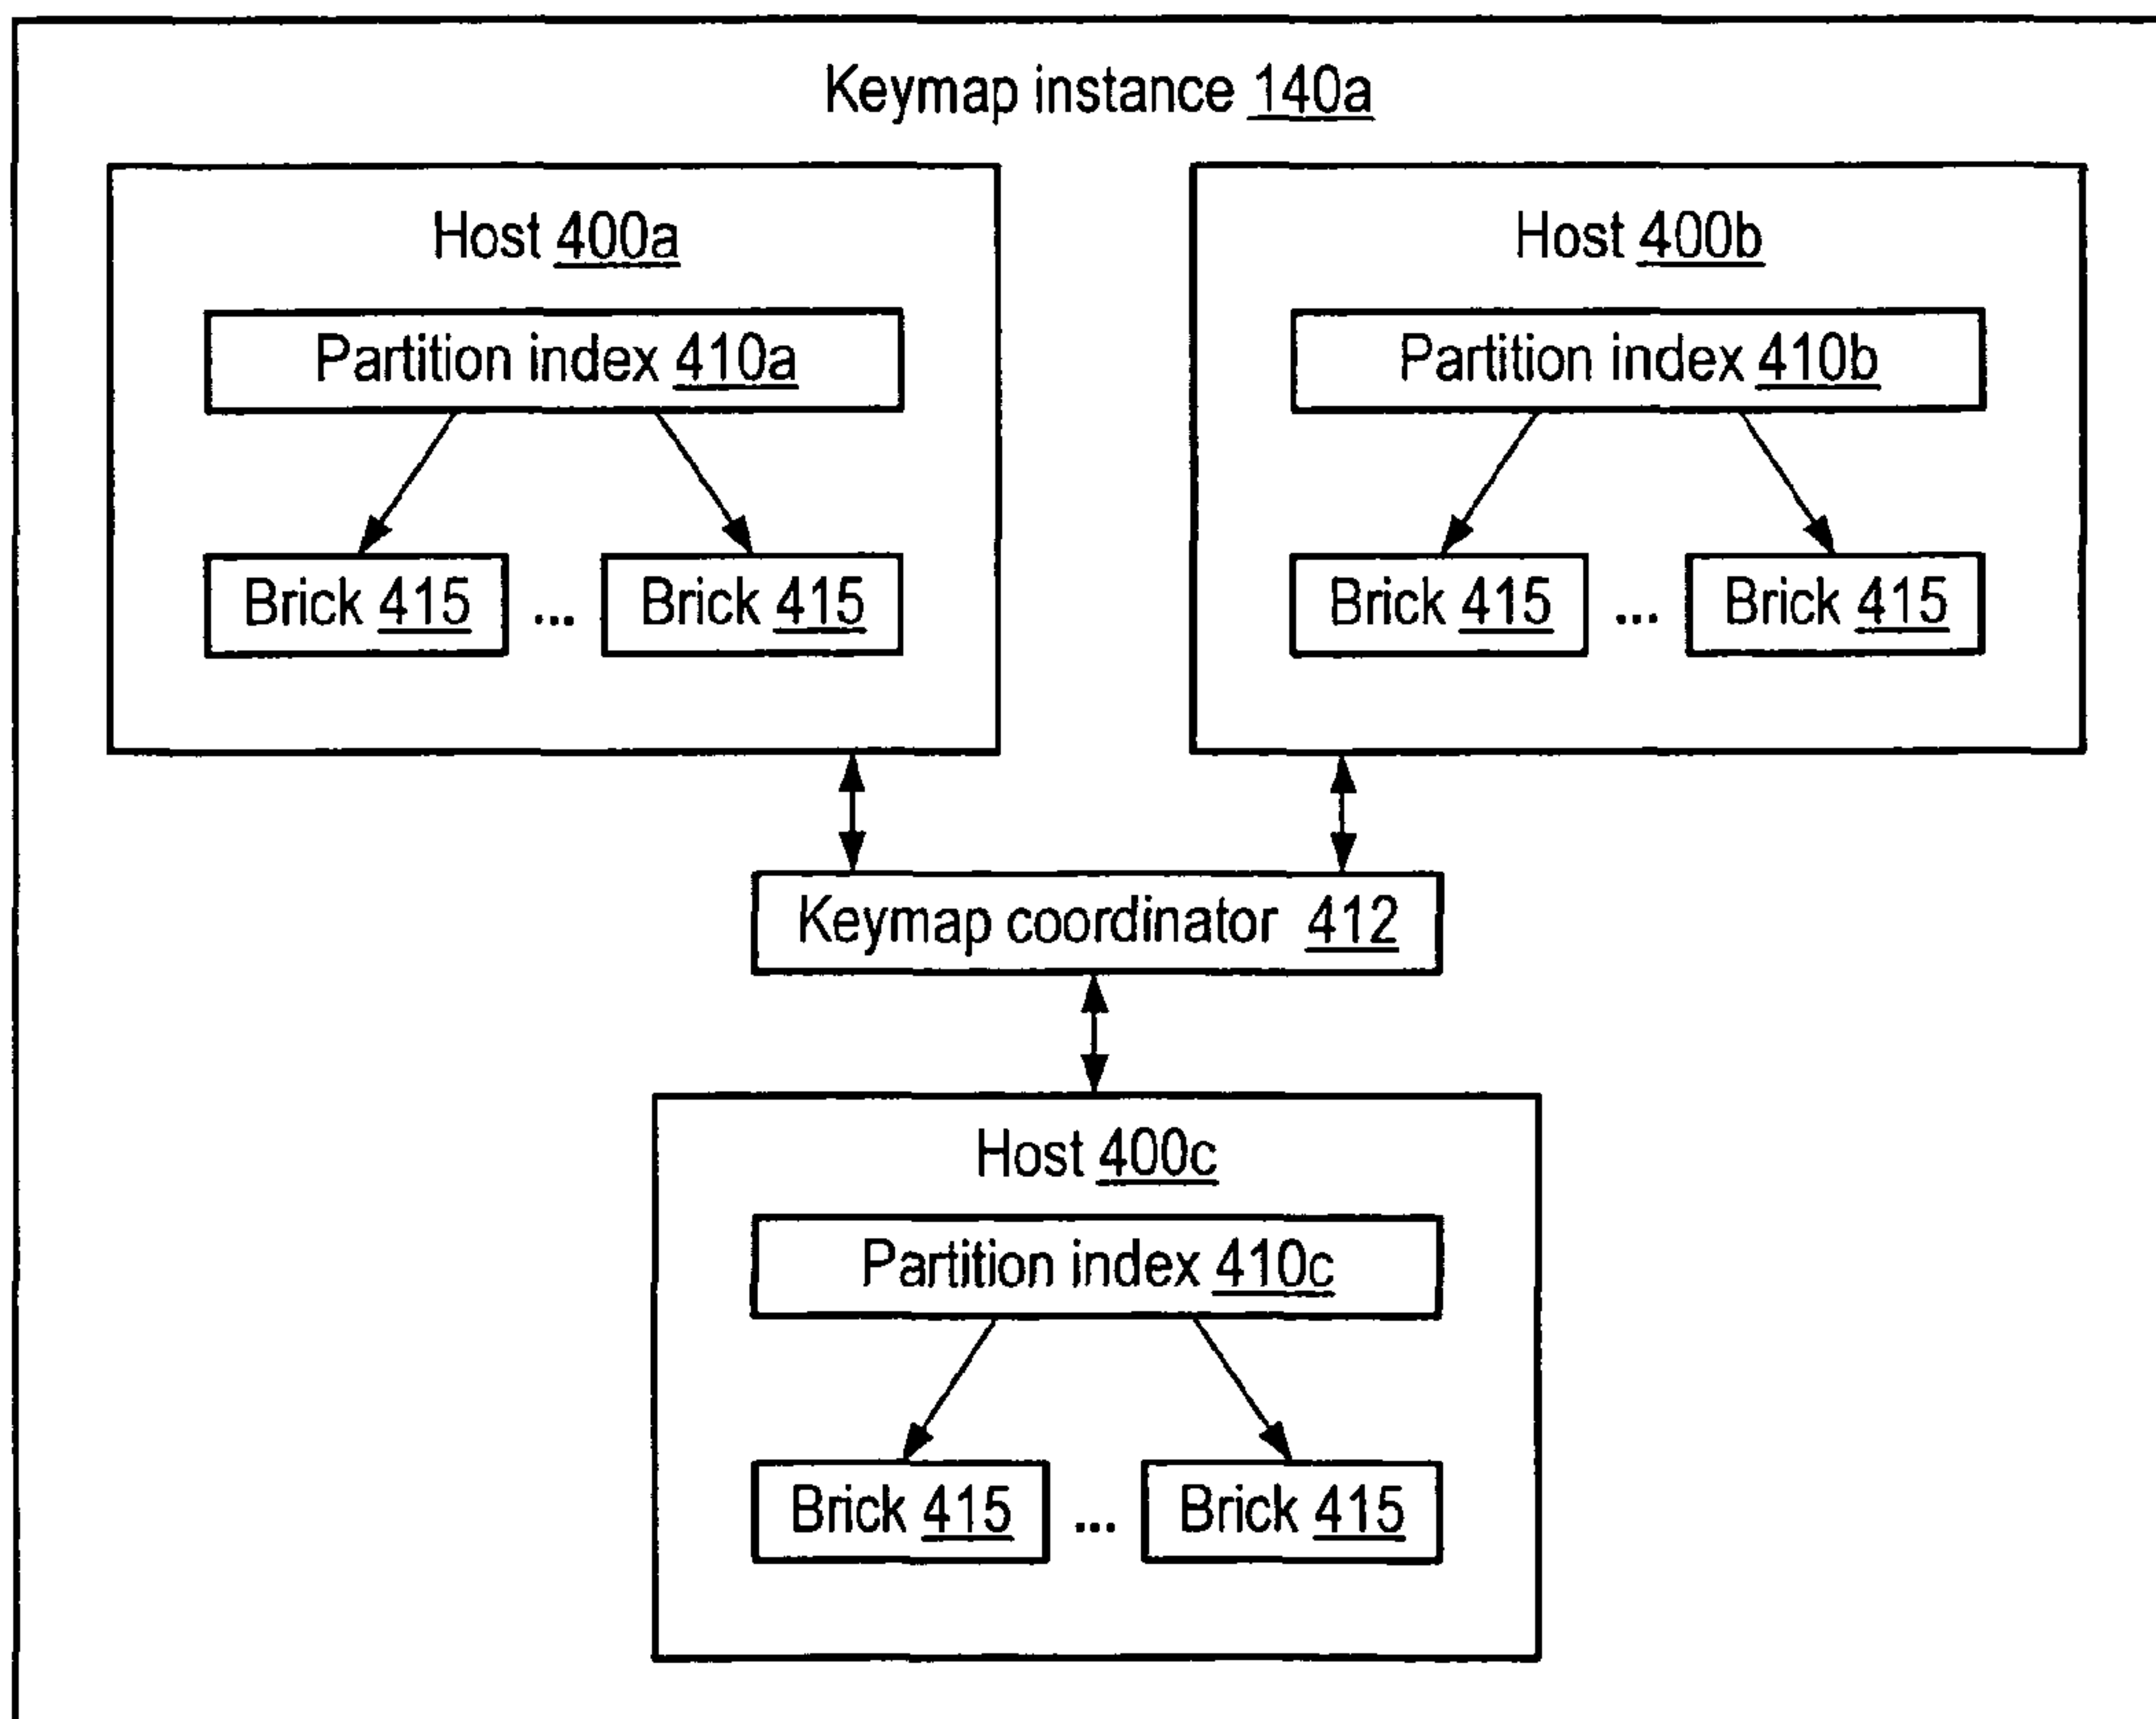 Keymap instance 140a
Host 400a
Partition index 410a
Brick 415 ... Brick 415
Host 400b
Partition index 410b
Brick 415 ... Brick 415
Keymap coordinator 412
Host 400c
Partition index 410c
Brick 415 ... Brick 415